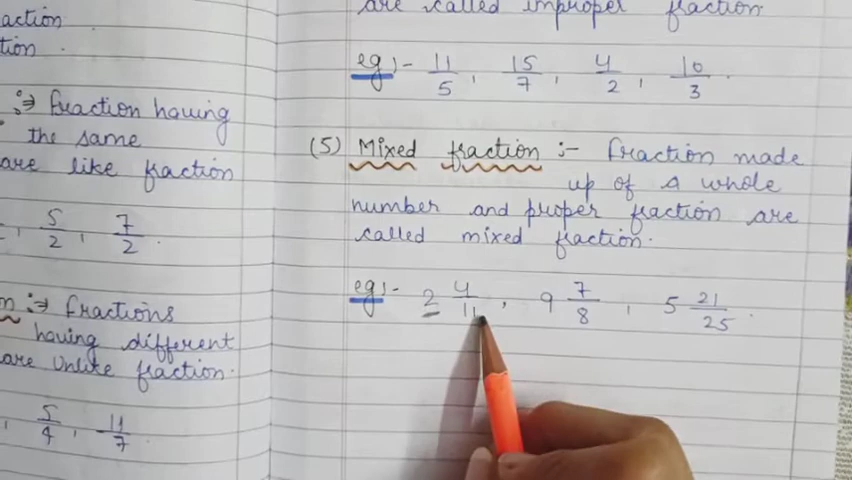 action
tion
:⇒ fraction having
the same
are like fraction
, 5/2, 7/2.
:⇒ fractions
having different
are Unlike fraction.
, 5/4, 11/7
are called improper fraction
eg:- 11/5, 15/7, 4/2, 10/3.
(5) Mixed fraction :- fraction made
up of a whole
number and proper fraction are
called mixed fraction.
eg:- 2 4/11, 9 7/8, 5 21/25.